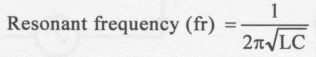 Resonant frequency (fr) = 1 / 2π√LC